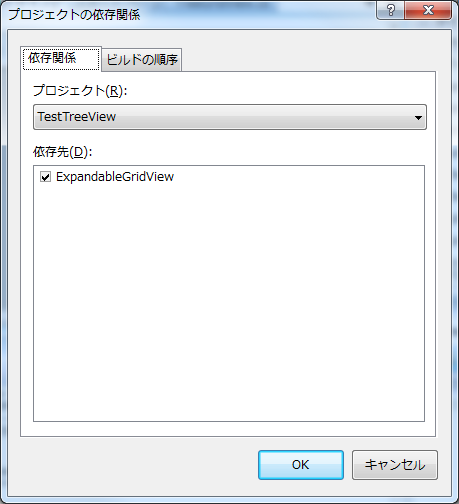 プロジェクトの依存関係
依存関係
ビルドの順序
プロジェクト(R):
TestTreeView
依存先(D):
ExpandableGridView
OK
キャンセル